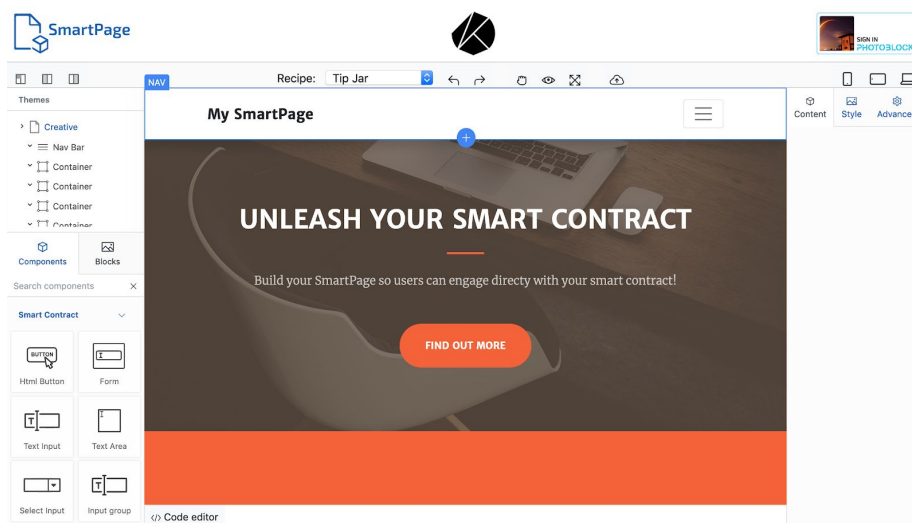 SmartPage
SIGN IN
PHOTOBLOCK
NAV
Recipe: Tip Jar
Themes
Creative
Nav Bar
Container
Container
Container
Container
My SmartPage
Content Style Advance
UNLEASH YOUR SMART CONTRACT
Build your SmartPage so users can engage directy with your smart contract!
FIND OUT MORE
Components Blocks
Search components
Smart Contract
BUTTON
Html Button Form
Text Input Text Area
Select Input Input group
</> Code editor